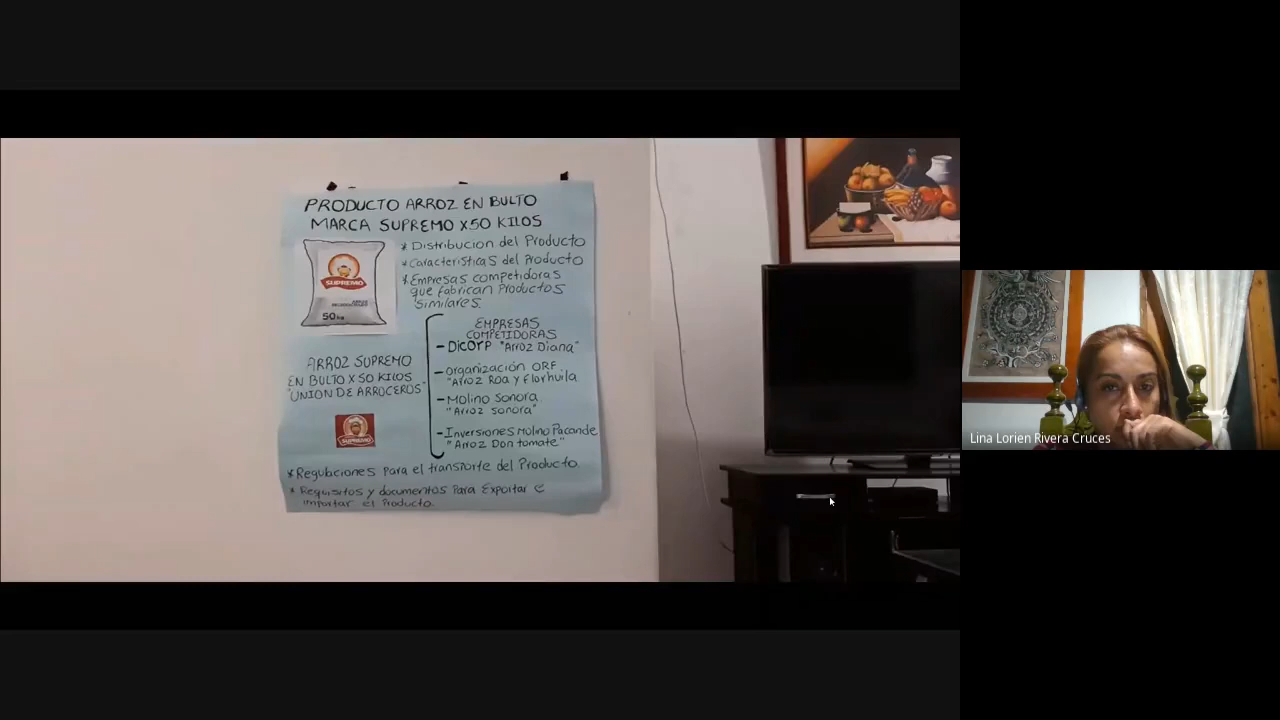 PRODUCTO ARROZ EN BULTO
MARCA SUPREMO X50 KILOS
* Distribucion del Producto
* Caracteristicas del Producto
* Empresas competidoras
que fabrican Productos
similares
SUPREMO
50 kg
EMPRESAS
COMPETIDORAS
- Dicorp "Arroz Diana"
- Organización ORF
"Arroz Roa y Florhuila
- Molino Sonora
"Arroz Sonora"
- Inversiones Molino Pacande
"Arroz Don tomate"
ARROZ SUPREMO
EN BULTO X 50 KILOS
"UNION DE ARROCEROS"
SUPREMO
* Regulaciones para el transporte del Producto
* Requisitos y documentos Para Exportar e
importar el Producto.
Lina Lorien Rivera Cruces